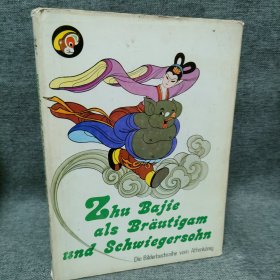 Zhu Bajie
als Bräutigam
und Schwiegersohn
Die Bilderbuchreihe vom Affenkönig